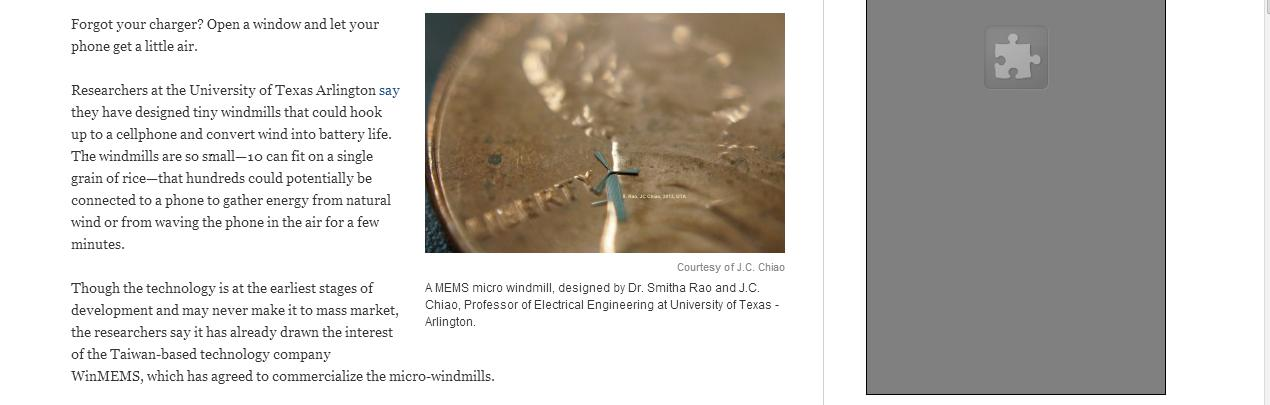 Forgot your charger? Open a window and let your
phone get a little air.
Researchers at the University of Texas Arlington say
they have designed tiny windmills that could hook
up to a cellphone and convert wind into battery life.
The windmills are so small—10 can fit on a single
grain of rice—that hundreds could potentially be
connected to a phone to gather energy from natural
wind or from waving the phone in the air for a few
minutes.
Though the technology is at the earliest stages of
development and may never make it to mass market,
the researchers say it has already drawn the interest
of the Taiwan-based technology company
WinMEMS, which has agreed to commercialize the micro-windmills.
LIBERTY
Rao, JC Chiao, 2013, UTA
Courtesy of J.C. Chiao
A MEMS micro windmill, designed by Dr. Smitha Rao and J.C.
Chiao, Professor of Electrical Engineering at University of Texas -
Arlington.